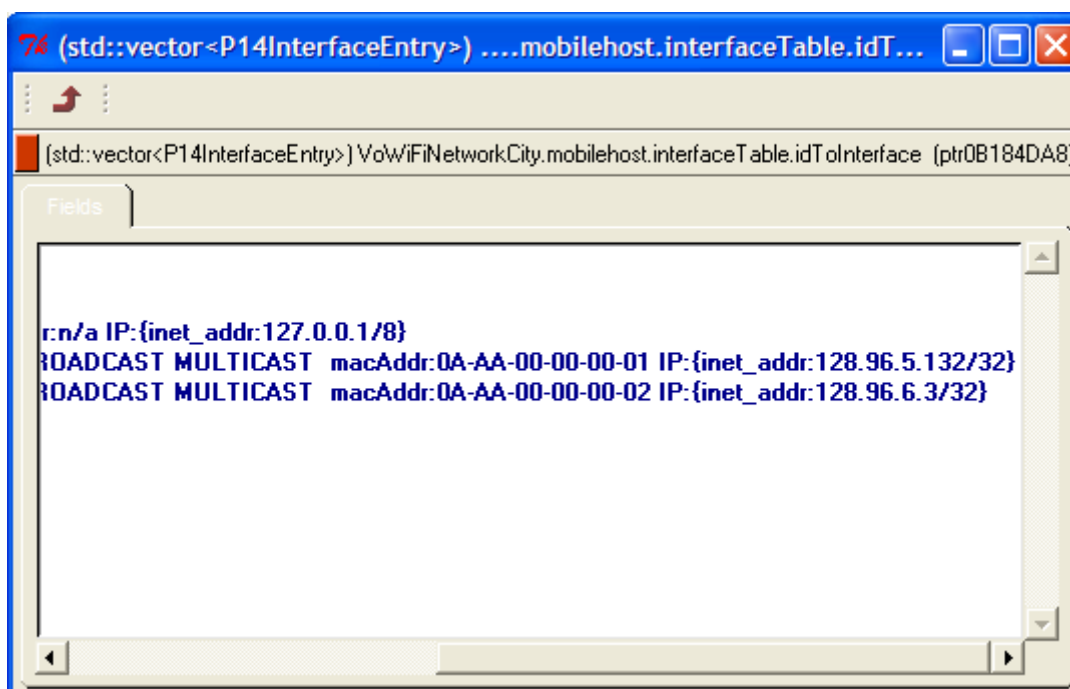 (std::vector<P14InterfaceEntry>) ....mobilehost.interfaceTable.idT...
(std::vector<P14InterfaceEntry>) VoWiFiNetworkCity.mobilehost.interfaceTable.idToInterface (ptr0B184DA8)
Fields
r:n/a IP:{inet_addr:127.0.0.1/8}
ROADCAST MULTICAST macAddr:0A-AA-00-00-00-01 IP:{inet_addr:128.96.5.132/32}
ROADCAST MULTICAST macAddr:0A-AA-00-00-00-02 IP:{inet_addr:128.96.6.3/32}